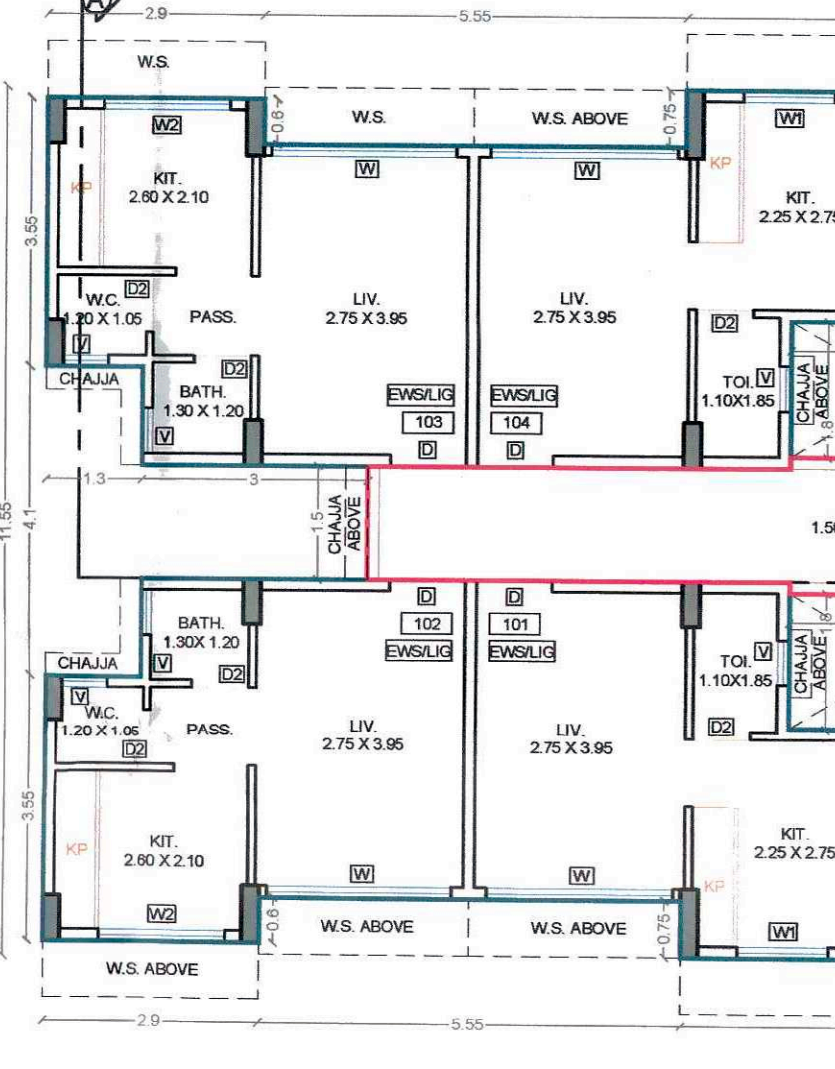 A
2.9
5.55
W.S.
W.S.
W.S. ABOVE
0.6
0.75
W2
W
W
W1
KP
KIT.
2.60 X 2.10
KP
KIT.
2.25 X 2.75
3.55
D2
W.C.
1.20 X 1.05
PASS.
LIV.
2.75 X 3.95
LIV.
2.75 X 3.95
D2
V
CHAJJA
D2
BATH.
1.30 X 1.20
V
EWS/LIG
103
D
EWS/LIG
104
D
TOI.
V
1.10X1.85
CHAJJA
ABOVE
1.8
11.55
4.1
1.3
3
1.5
CHAJJA
ABOVE
D
102
EWS/LIG
D
101
EWS/LIG
BATH.
1.30X 1.20
V
D2
CHAJJA
V
W.C.
1.20 X 1.05
D2
PASS.
LIV.
2.75 X 3.95
LIV.
2.75 X 3.95
TOI.
V
1.10X1.85
D2
CHAJJA
ABOVE
1.8
3.55
KP
KIT.
2.60 X 2.10
W2
W
W
KP
KIT.
2.25 X 2.75
W1
0.6
W.S. ABOVE
W.S. ABOVE
0.75
W.S. ABOVE
2.9
5.55